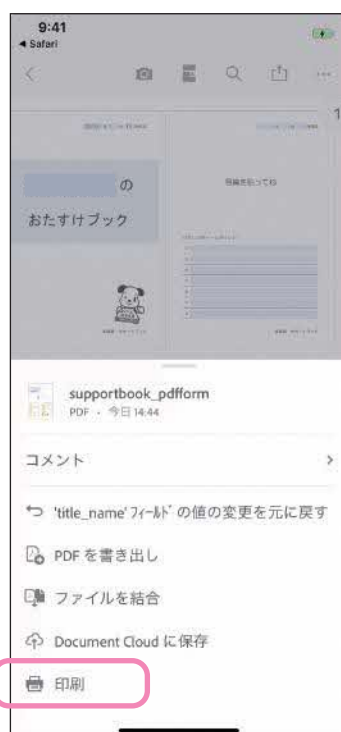 9:41
◀ Safari
1
の
おたすけブック
supportbook_pdfform
PDF ・ 今日 14:44
コメント
'title_name' フィールド の値の変更を元に戻す
PDF を書き出し
ファイルを結合
Document Cloud に保存
印刷